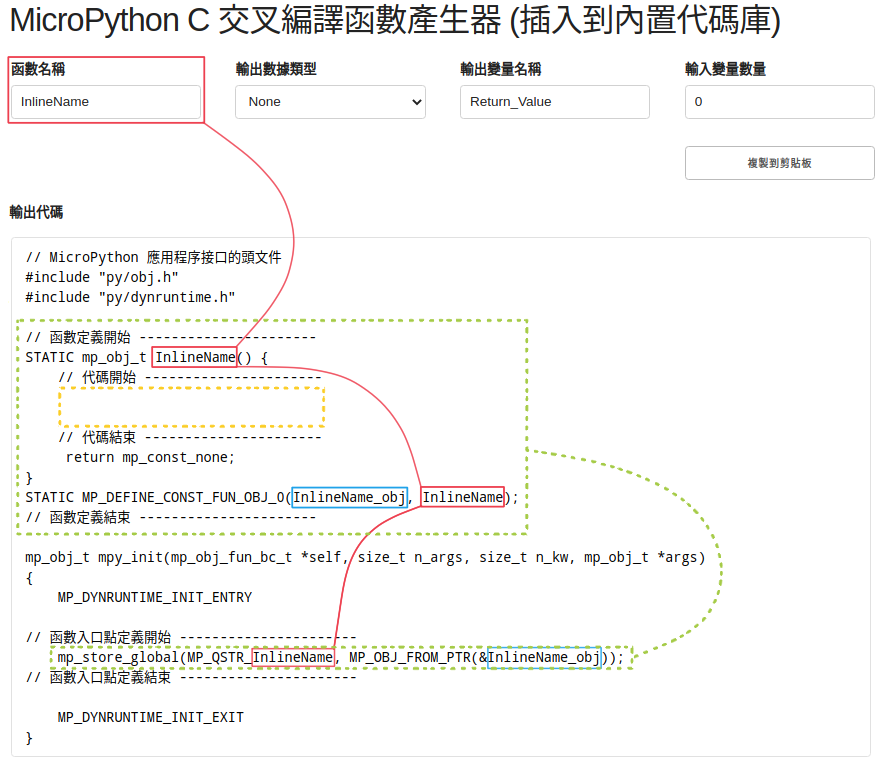 MicroPython C 交叉編譯函數產生器 (插入到內置代碼庫)
函數名稱 輸出數據類型 輸出變量名稱 輸入變量數量
InlineName None Return_Value 0
複製到剪貼板
輸出代碼
// MicroPython 應用程序接口的頭文件
#include "py/obj.h"
#include "py/dynruntime.h"
// 函數定義開始 ----------------------
STATIC mp_obj_t InlineName() {
// 代碼開始 ----------------------
// 代碼結束 ----------------------
return mp_const_none;
}
STATIC MP_DEFINE_CONST_FUN_OBJ_0(InlineName_obj, InlineName);
// 函數定義結束 ----------------------
mp_obj_t mpy_init(mp_obj_fun_bc_t *self, size_t n_args, size_t n_kw, mp_obj_t *args)
{
MP_DYNRUNTIME_INIT_ENTRY
// 函數入口點定義開始 ----------------------
mp_store_global(MP_QSTR_InlineName, MP_OBJ_FROM_PTR(&InlineName_obj));
// 函數入口點定義結束 ----------------------
MP_DYNRUNTIME_INIT_EXIT
}